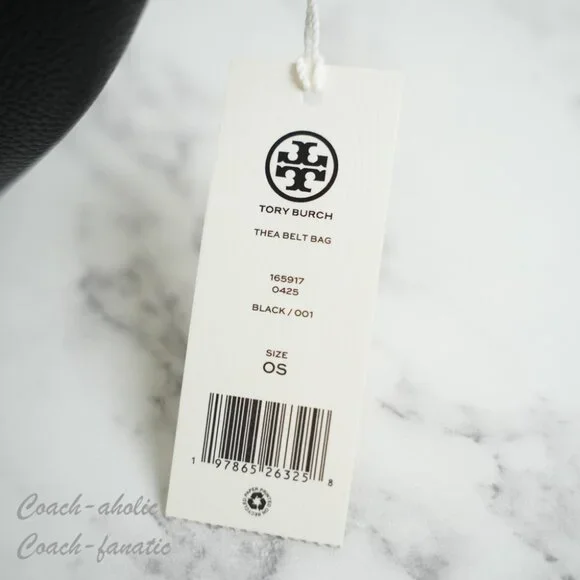 TORY BURCH
THEA BELT BAG
165917
0425
BLACK / 001
SIZE
OS
1 97865 26325 8
Coach-aholic
Coach-fanatic